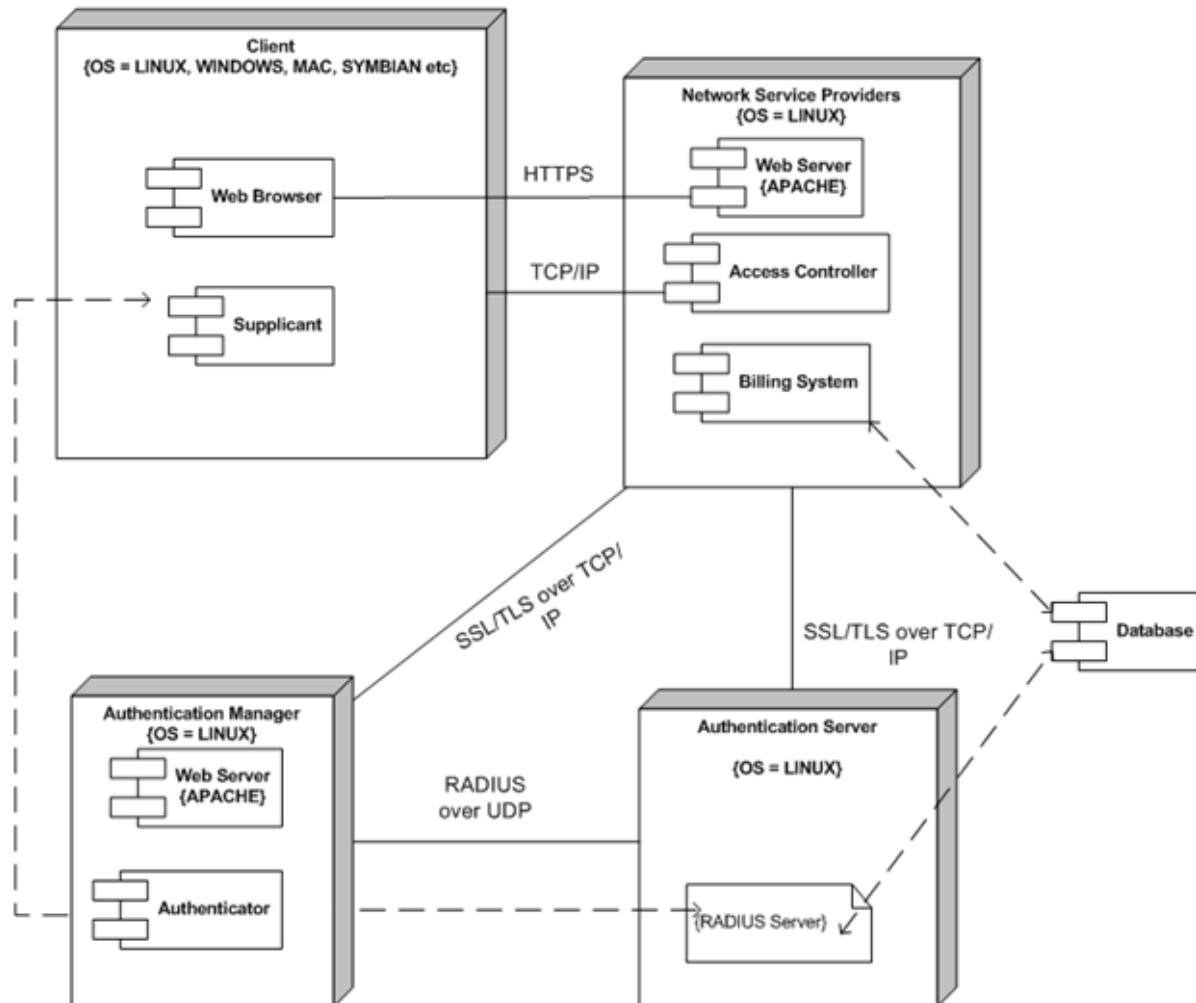 Client
{OS = LINUX, WINDOWS, MAC, SYMBIAN etc}
Web Browser
Supplicant
HTTPS
TCP/IP
Network Service Providers
{OS = LINUX}
Web Server
{APACHE}
Access Controller
Billing System
SSL/TLS over TCP/
IP
SSL/TLS over TCP/
IP
Database
Authentication Manager
{OS = LINUX}
Web Server
{APACHE}
Authenticator
RADIUS
over UDP
Authentication Server
{OS = LINUX}
{RADIUS Server}